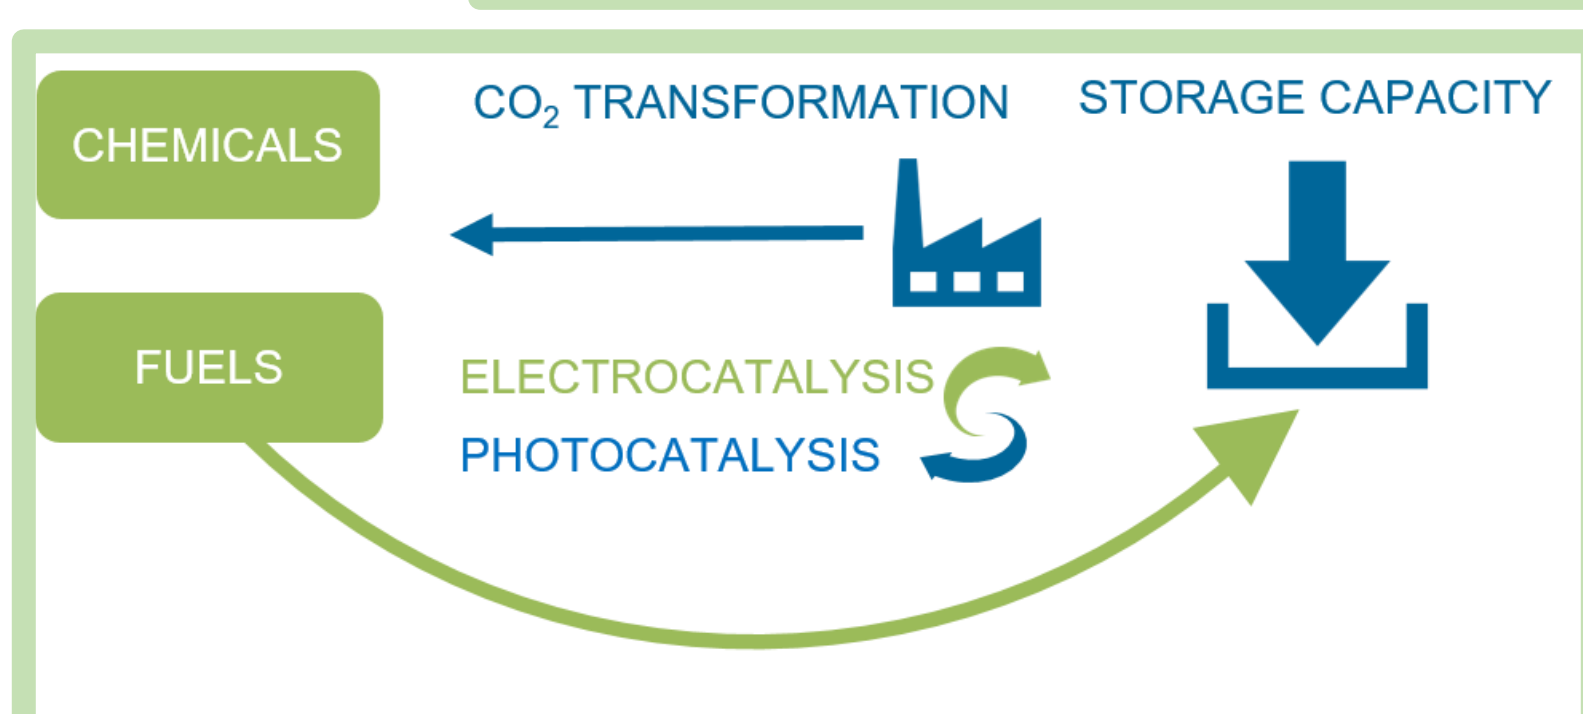 CHEMICALS
CO₂ TRANSFORMATION
STORAGE CAPACITY
FUELS
ELECTROCATALYSIS
PHOTOCATALYSIS